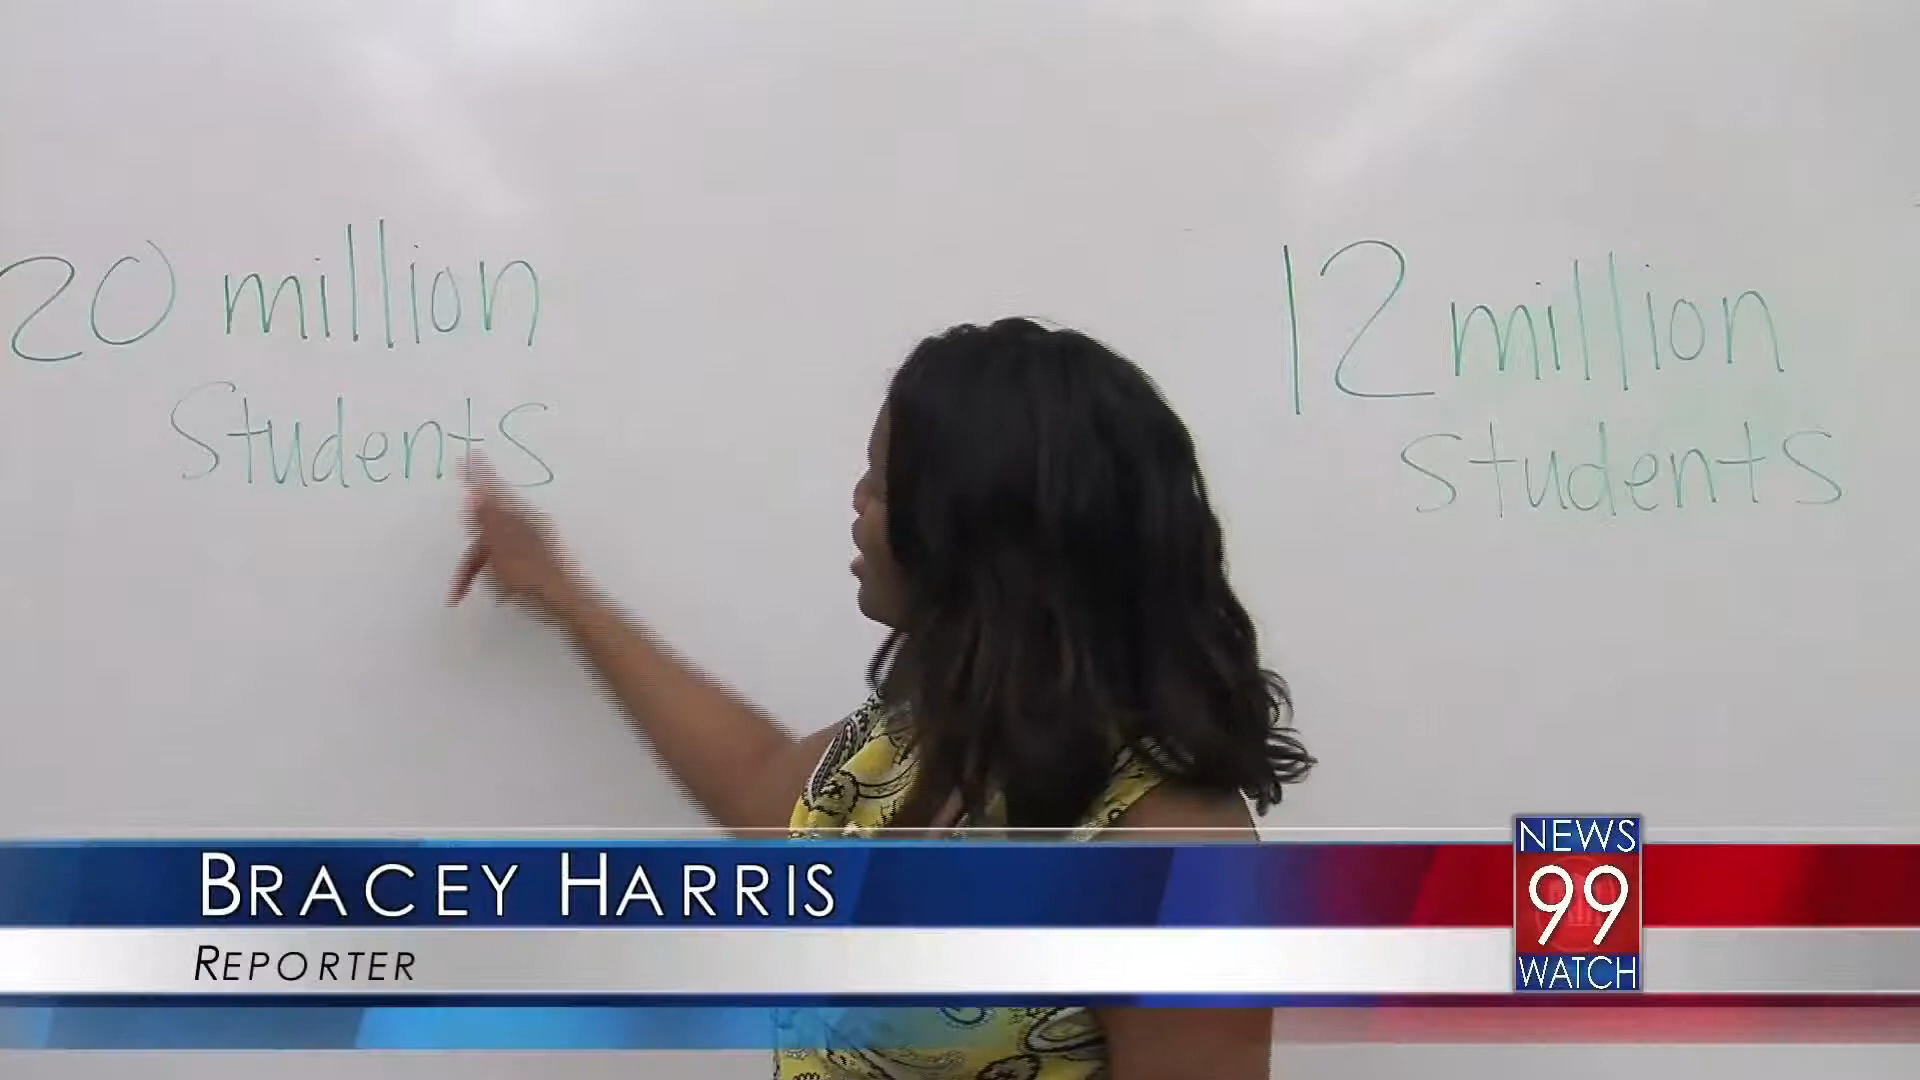 20 million
students
12 million
students
BRACEY HARRIS
REPORTER
NEWS
99
WATCH